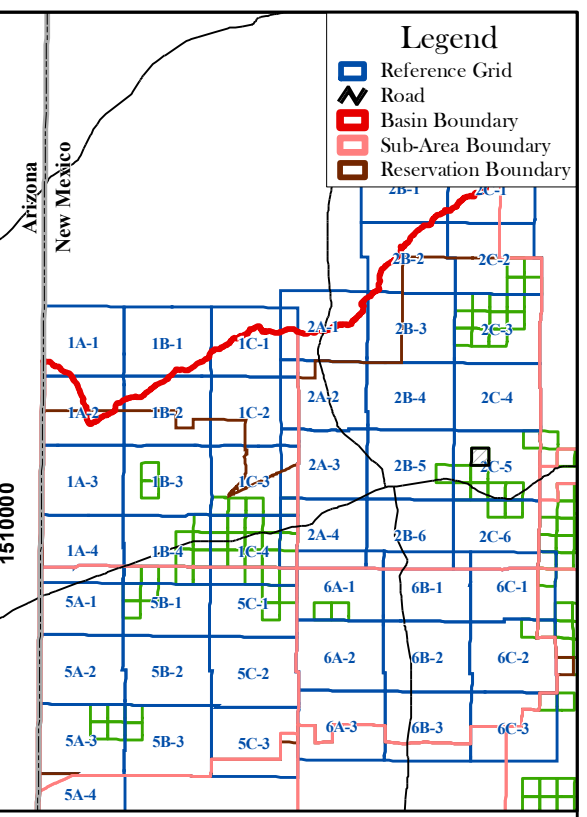 Legend
Reference Grid
Road
Basin Boundary
Sub-Area Boundary
Reservation Boundary
Arizona
New Mexico
1510000
2B-1 2C-1
2B-2 2C-2
2A-1 2B-3 2C-3
1A-1 1B-1 1C-1
2A-2 2B-4 2C-4
1A-2 1B-2 1C-2
2A-3 2B-5 2C-5
1A-3 1B-3 1C-3
2A-4 2B-6 2C-6
1A-4 1B-4 1C-4
6A-1 6B-1 6C-1
5A-1 5B-1 5C-1
6A-2 6B-2 6C-2
5A-2 5B-2 5C-2
6A-3 6B-3 6C-3
5A-3 5B-3 5C-3
5A-4